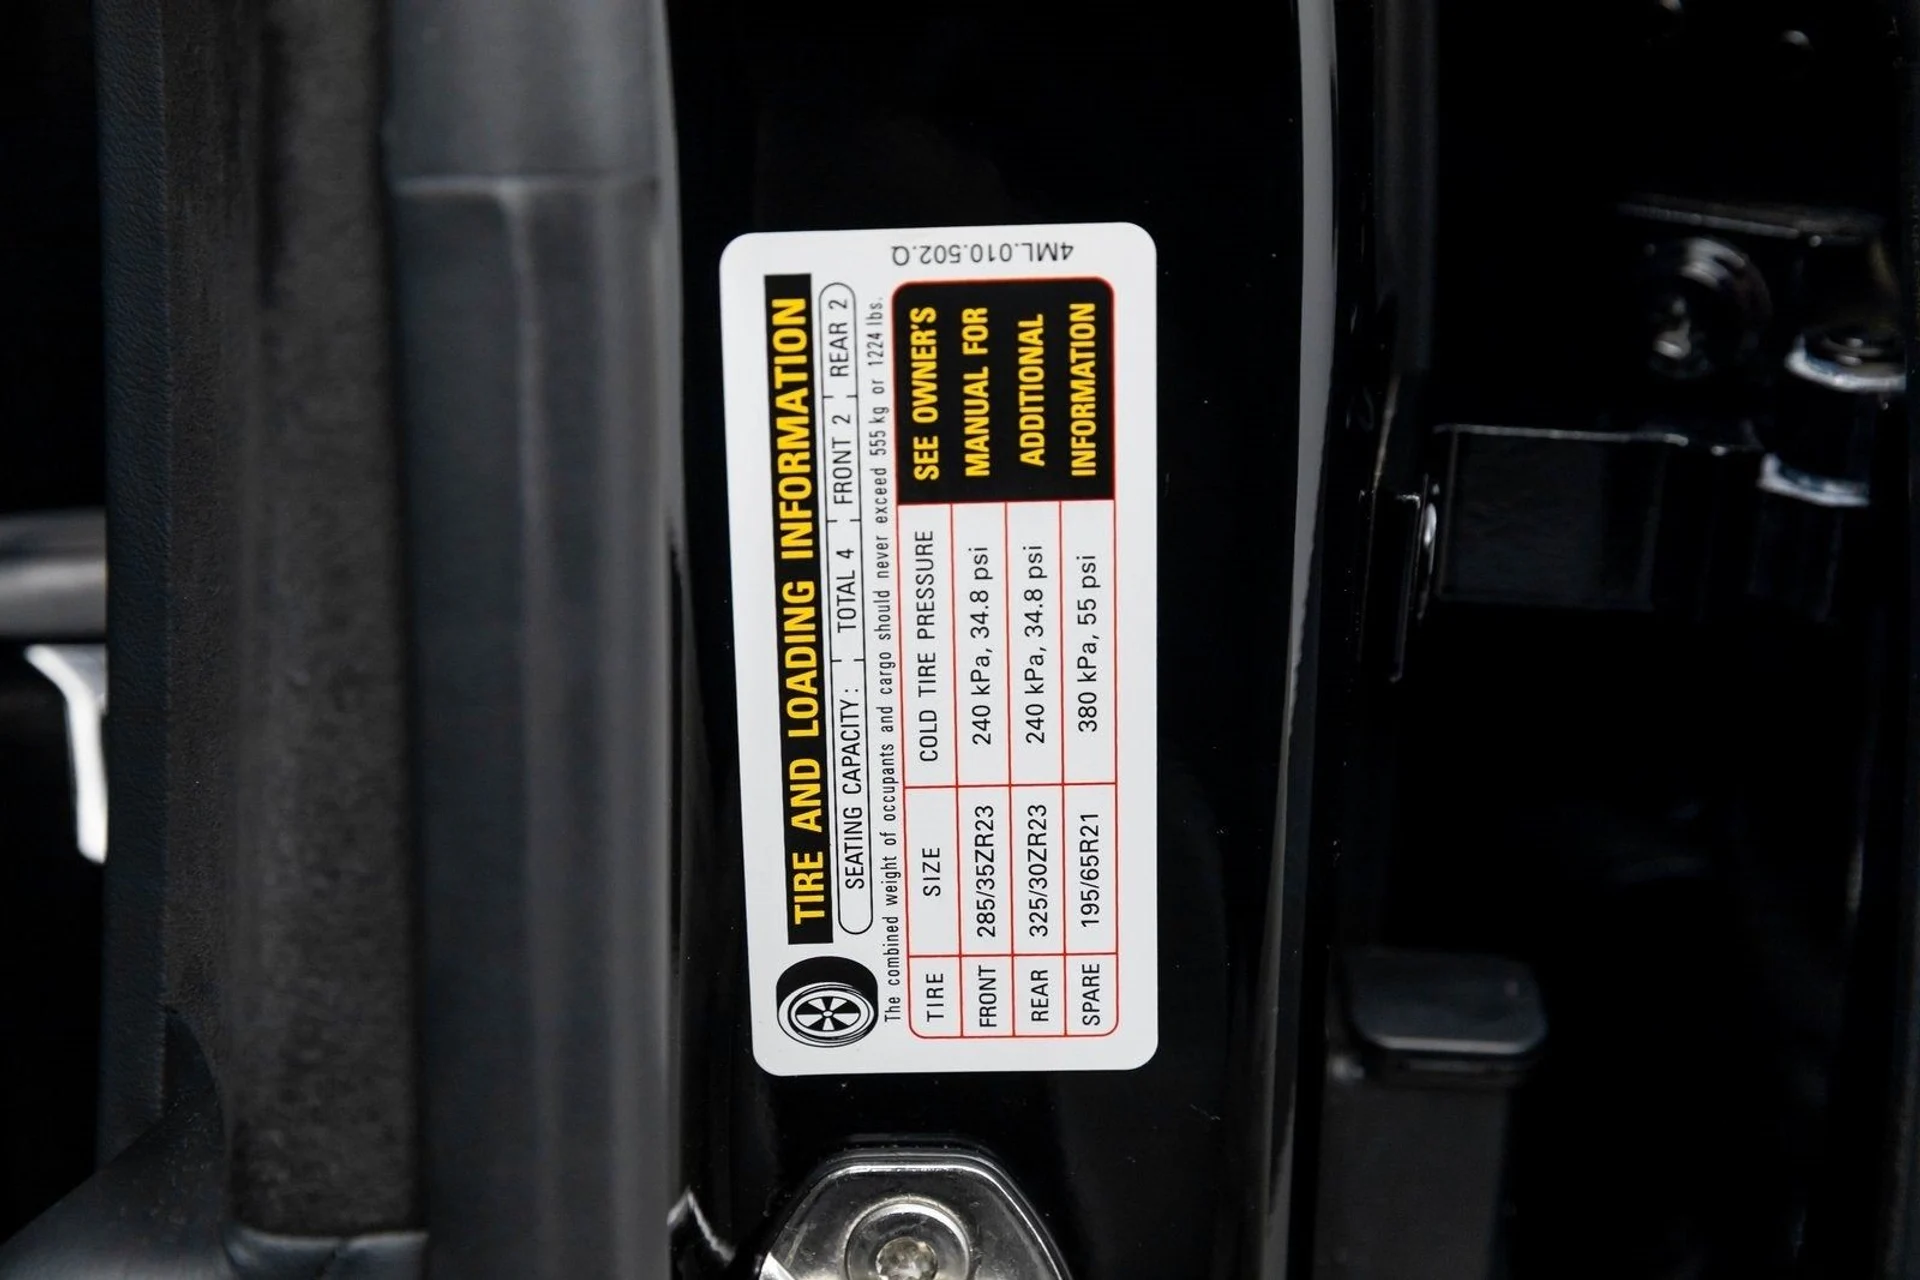 TIRE AND LOADING INFORMATION
SEATING CAPACITY: TOTAL 4 FRONT 2 REAR 2
The combined weight of occupants and cargo should never exceed 555 kg or 1224 lbs.
TIRE SIZE COLD TIRE PRESSURE
FRONT 285/35ZR23 240 kPa, 34.8 psi
REAR 325/30ZR23 240 kPa, 34.8 psi
SPARE 195/65R21 380 kPa, 55 psi
SEE OWNER'S
MANUAL FOR
ADDITIONAL
INFORMATION
4ML.010.502.Q